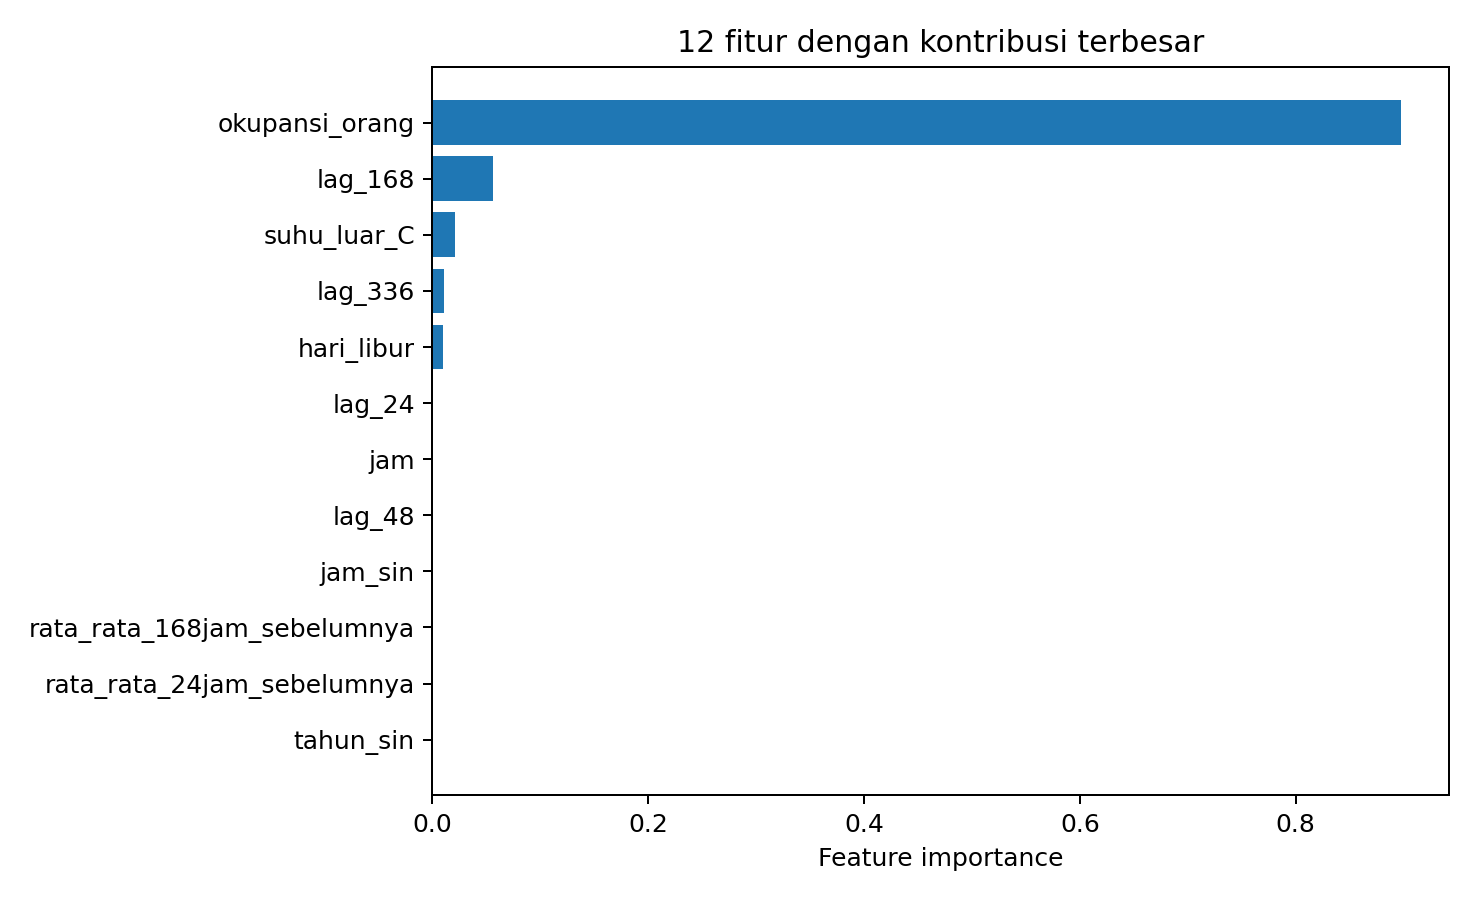 12 fitur dengan kontribusi terbesar
okupansi_orang
lag_168
suhu_luar_C
lag_336
hari_libur
lag_24
jam
lag_48
jam_sin
rata_rata_168jam_sebelumnya
rata_rata_24jam_sebelumnya
tahun_sin
0.0 0.2 0.4 0.6 0.8
Feature importance